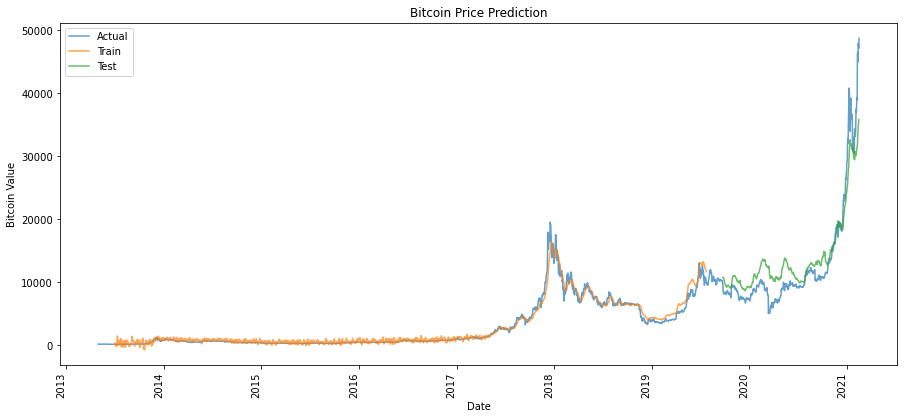 Bitcoin Price Prediction
Actual
Train
Test
Bitcoin Value
50000
40000
30000
20000
10000
0
2013
2014
2015
2016
2017
2018
2019
2020
2021
Date